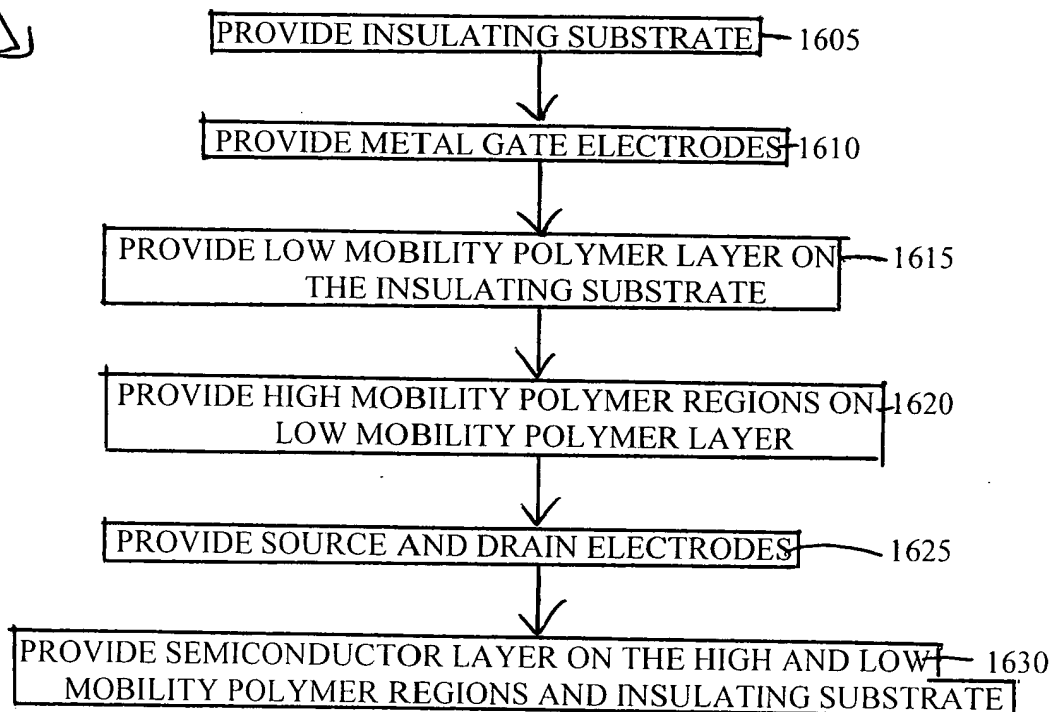 PROVIDE INSULATING SUBSTRATE 1605
PROVIDE METAL GATE ELECTRODES 1610
PROVIDE LOW MOBILITY POLYMER LAYER ON 1615
THE INSULATING SUBSTRATE
PROVIDE HIGH MOBILITY POLYMER REGIONS ON 1620
LOW MOBILITY POLYMER LAYER
PROVIDE SOURCE AND DRAIN ELECTRODES 1625
PROVIDE SEMICONDUCTOR LAYER ON THE HIGH AND LOW 1630
MOBILITY POLYMER REGIONS AND INSULATING SUBSTRATE